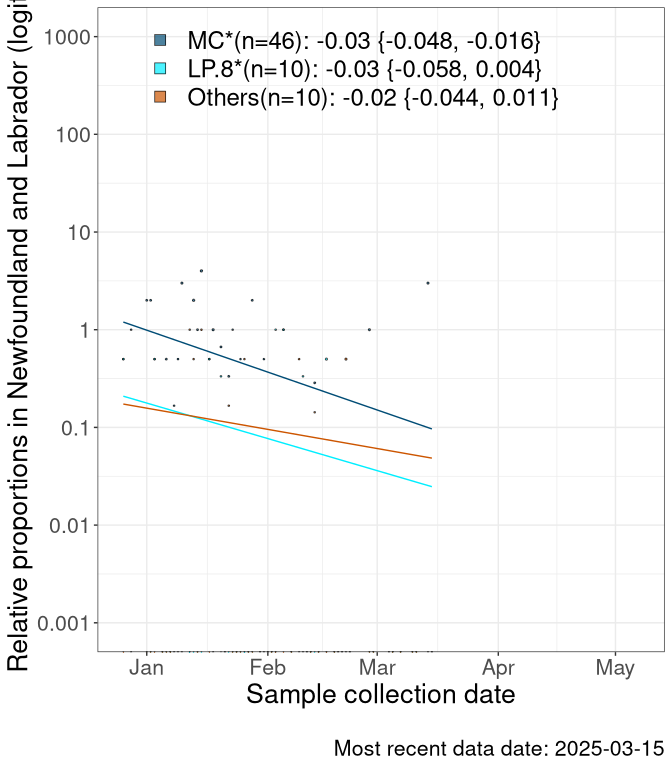 MC*(n=46): -0.03 {-0.048, -0.016}
LP.8*(n=10): -0.03 {-0.058, 0.004}
Others(n=10): -0.02 {-0.044, 0.011}
Relative proportions in Newfoundland and Labrador
1000
100
10
1
0.1
0.01
0.001
Jan Feb Mar Apr May
Sample collection date
Most recent data date: 2025-03-15